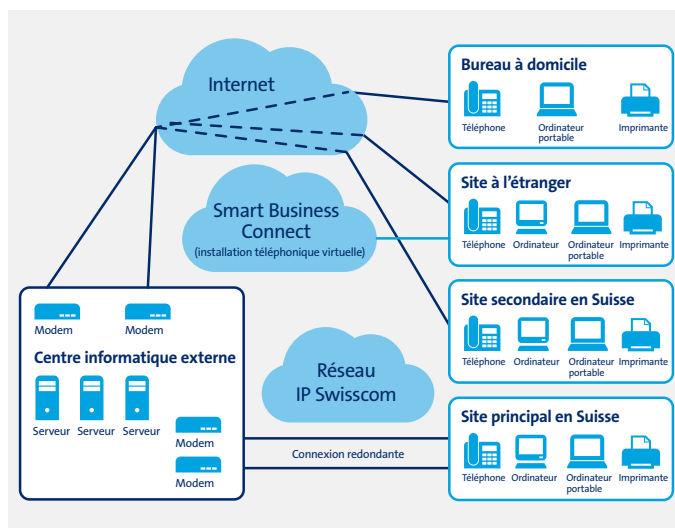 Internet
Smart Business
Connect
(installation téléphonique virtuelle)
Modem
Modem
Centre informatique externe
Serveur
Serveur
Serveur
Modem
Modem
Réseau
IP Swisscom
Connexion redondante
Bureau à domicile
Téléphone
Ordinateur
portable
Imprimante
Site à l'étranger
Téléphone
Ordinateur
Ordinateur
portable
Imprimante
Site secondaire en Suisse
Téléphone
Ordinateur
Ordinateur
portable
Imprimante
Site principal en Suisse
Téléphone
Ordinateur
Ordinateur
portable
Imprimante